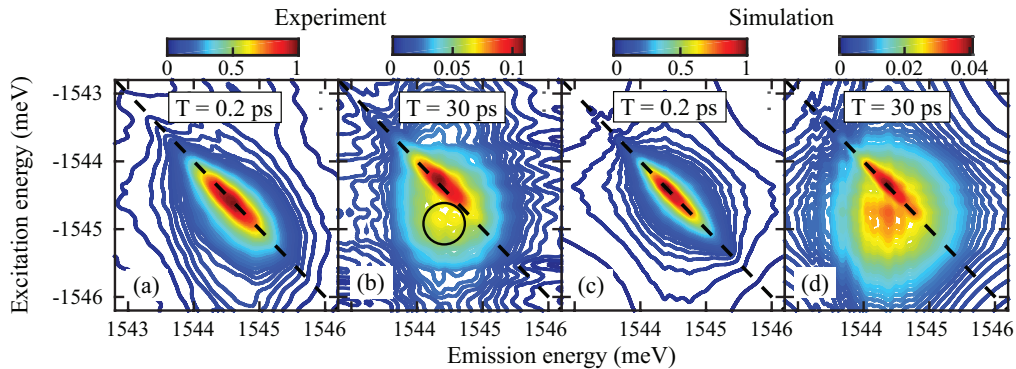 Experiment Simulation
0 0.5 1 0 0.05 0.1 0 0.5 1 0 0.02 0.04
T = 0.2 ps T = 30 ps T = 0.2 ps T = 30 ps
Excitation energy (meV)
-1543
-1544
-1545
-1546
(a) (b) (c) (d)
1543 1544 1545 1546 1544 1545 1546 1544 1545 1546 1544 1545 1546
Emission energy (meV)